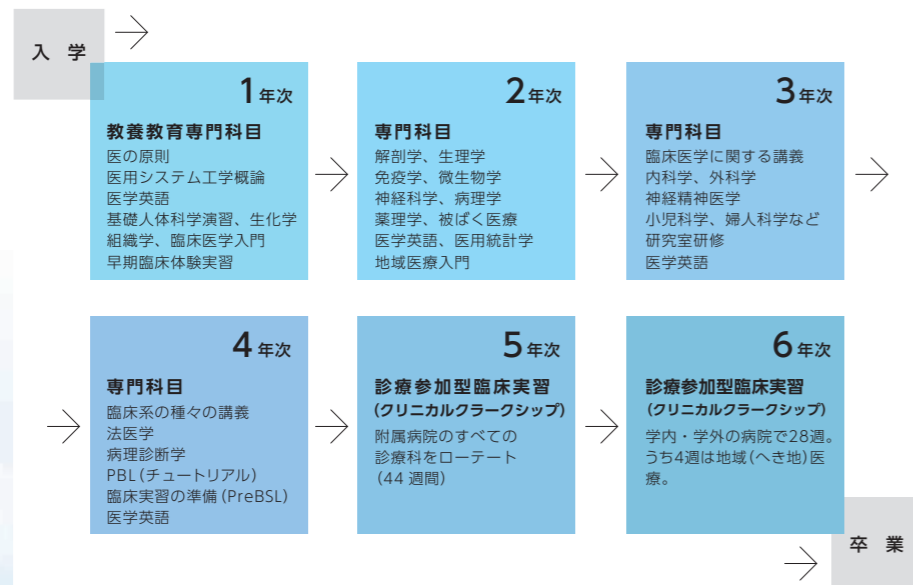 入 学
1年次
教養教育専門科目
医の原則
医用システム工学概論
医学英語
基礎人体科学演習、生化学
組織学、臨床医学入門
早期臨床体験実習
2年次
専門科目
解剖学、生理学
免疫学、微生物学
神経科学、病理学
薬理学、被ばく医療
医学英語、医用統計学
地域医療入門
3年次
専門科目
臨床医学に関する講義
内科学、外科学
神経精神医学
小児科学、婦人科学など
研究室研修
医学英語
4年次
専門科目
臨床系の種々の講義
法医学
病理診断学
PBL(チュートリアル)
臨床実習の準備(PreBSL)
医学英語
5年次
診療参加型臨床実習
(クリニカルクラークシップ)
附属病院のすべての
診療科をローテート
(44 週間)
6年次
診療参加型臨床実習
(クリニカルクラークシップ)
学内・学外の病院で28週。
うち4週は地域(へき地)医
療。
卒 業